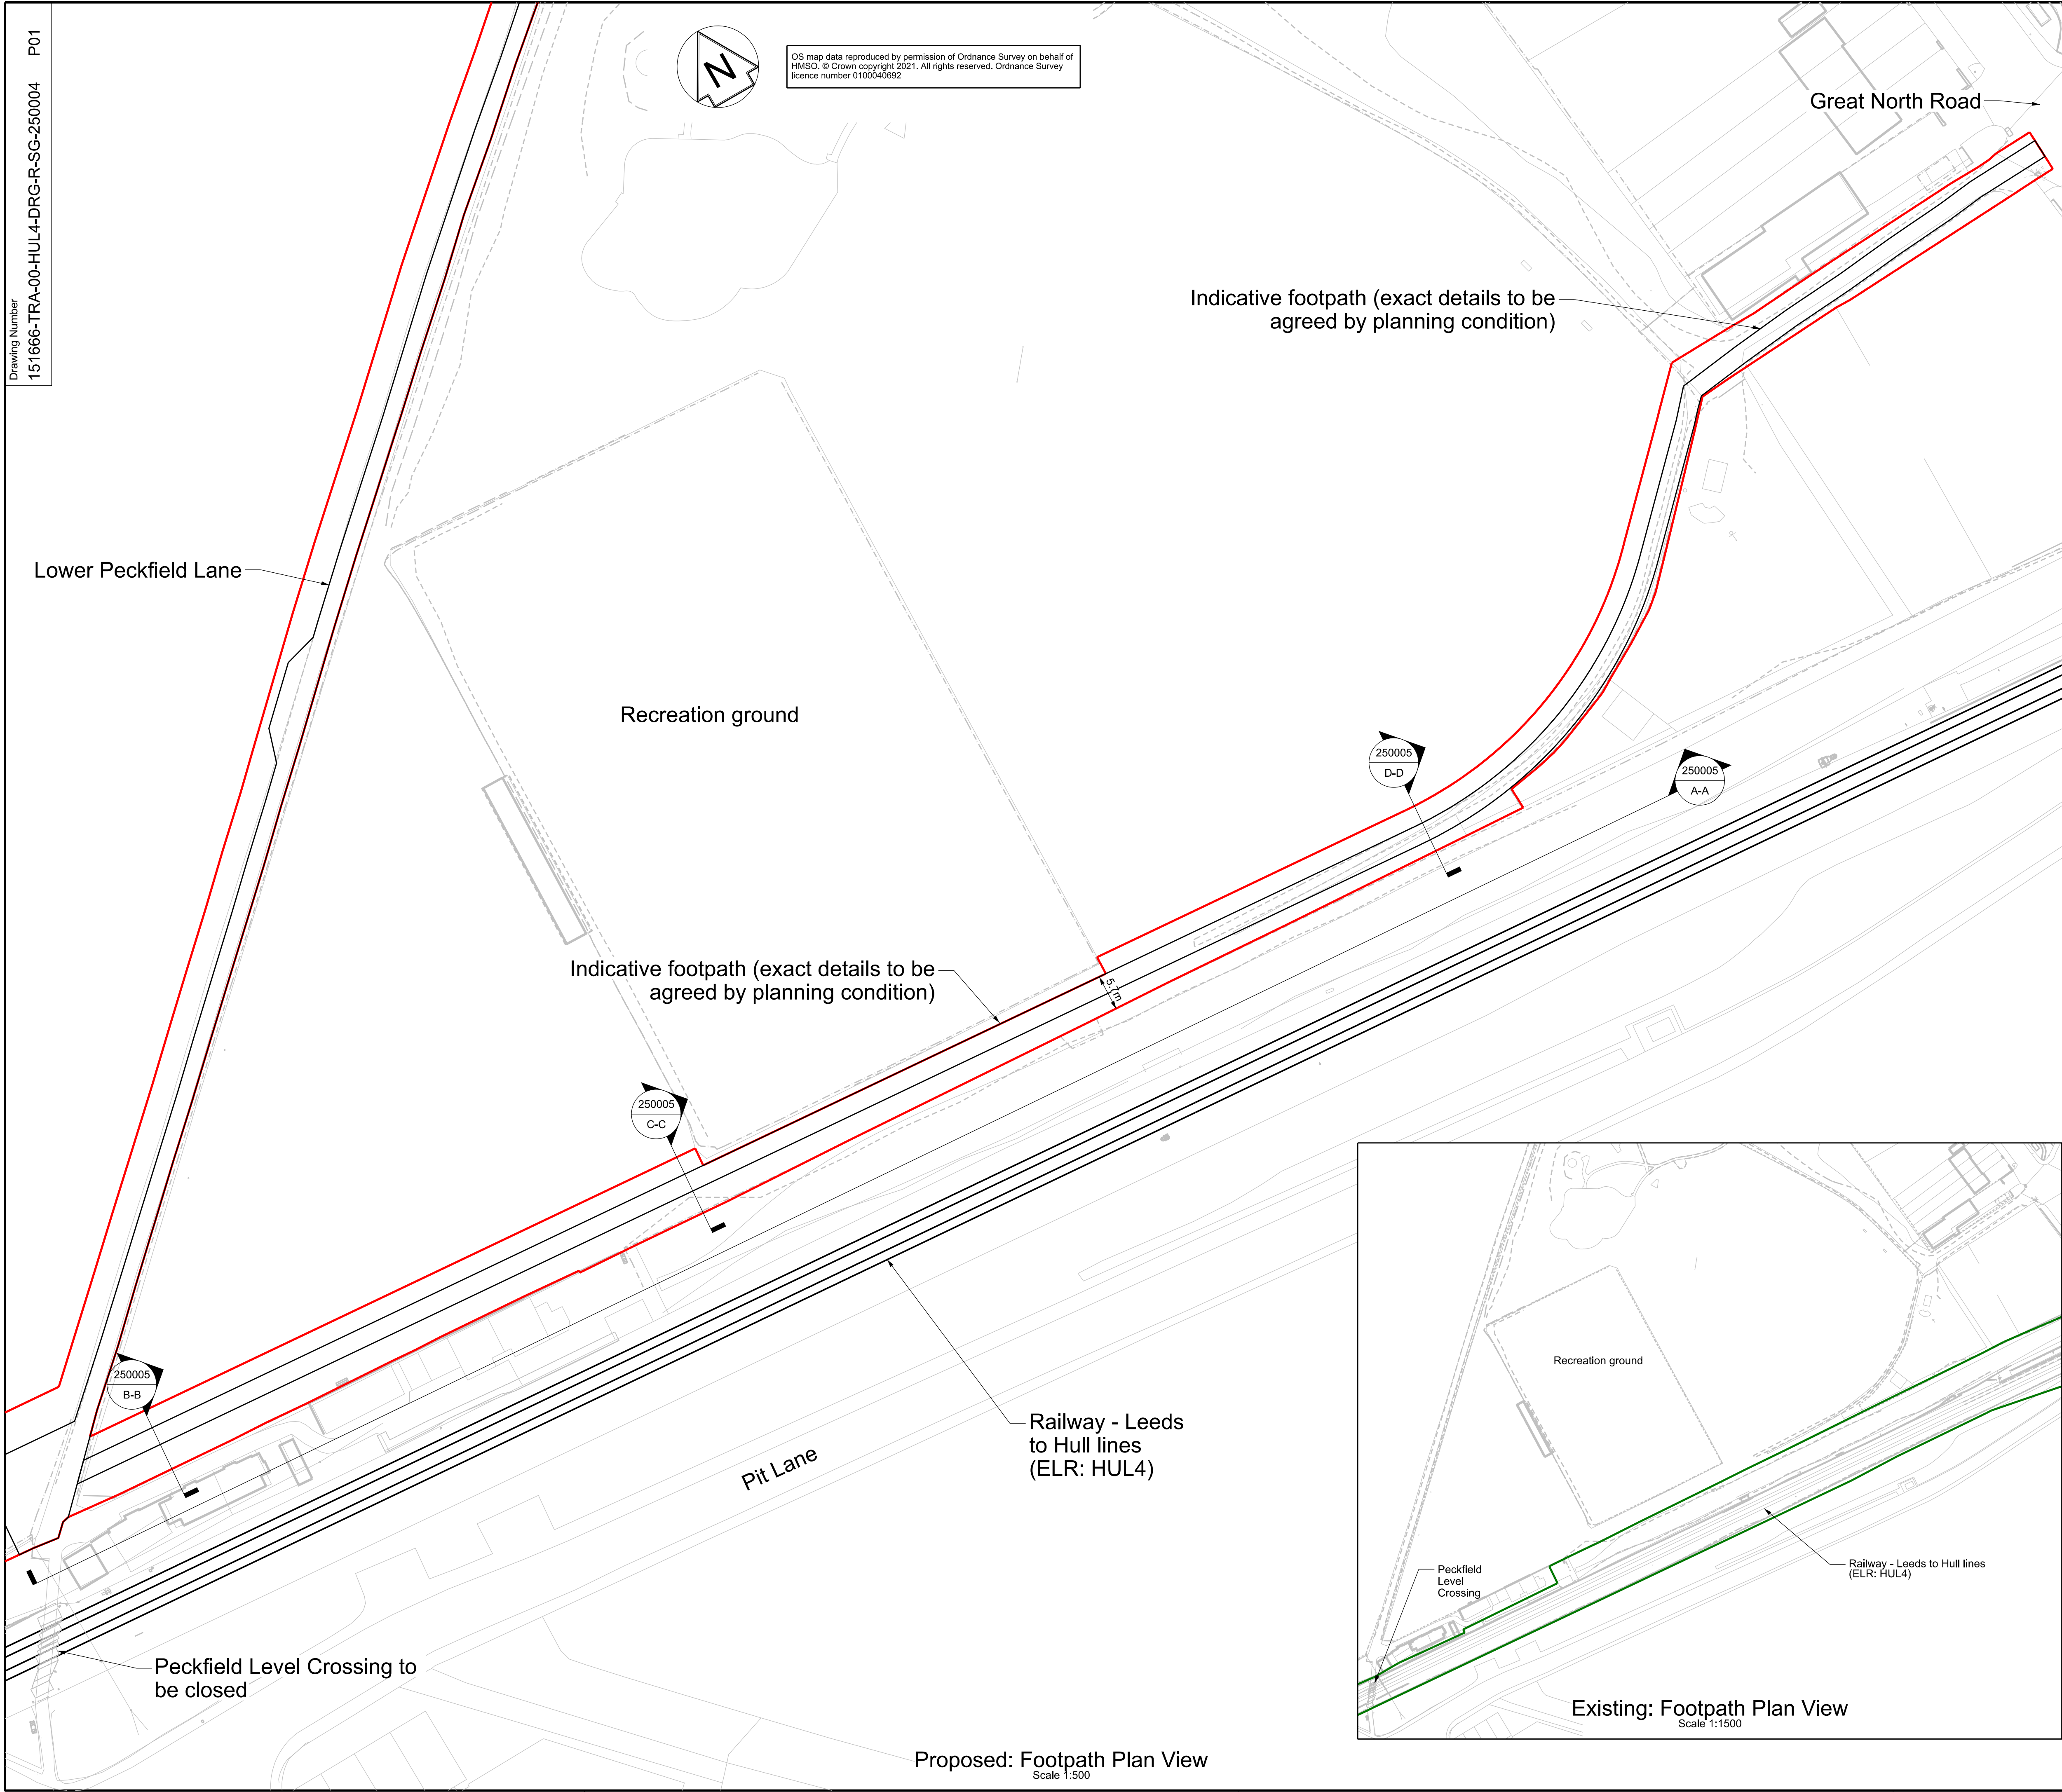 Drawing Number
151666-TRA-00-HUL4-DRG-R-SG-250004 P01
N
OS map data reproduced by permission of Ordnance Survey on behalf of
HMSO. © Crown copyright 2021. All rights reserved. Ordnance Survey
licence number 0100040692
Great North Road
Indicative footpath (exact details to be
agreed by planning condition)
Lower Peckfield Lane
Recreation ground
250005
D-D
250005
A-A
Indicative footpath (exact details to be
agreed by planning condition)
5.7m
250005
C-C
250005
B-B
Railway - Leeds
to Hull lines
(ELR: HUL4)
Pit Lane
Peckfield Level Crossing to
be closed
Proposed: Footpath Plan View
Scale 1:500
Recreation ground
Peckfield
Level
Crossing
Railway - Leeds to Hull lines
(ELR: HUL4)
Existing: Footpath Plan View
Scale 1:1500